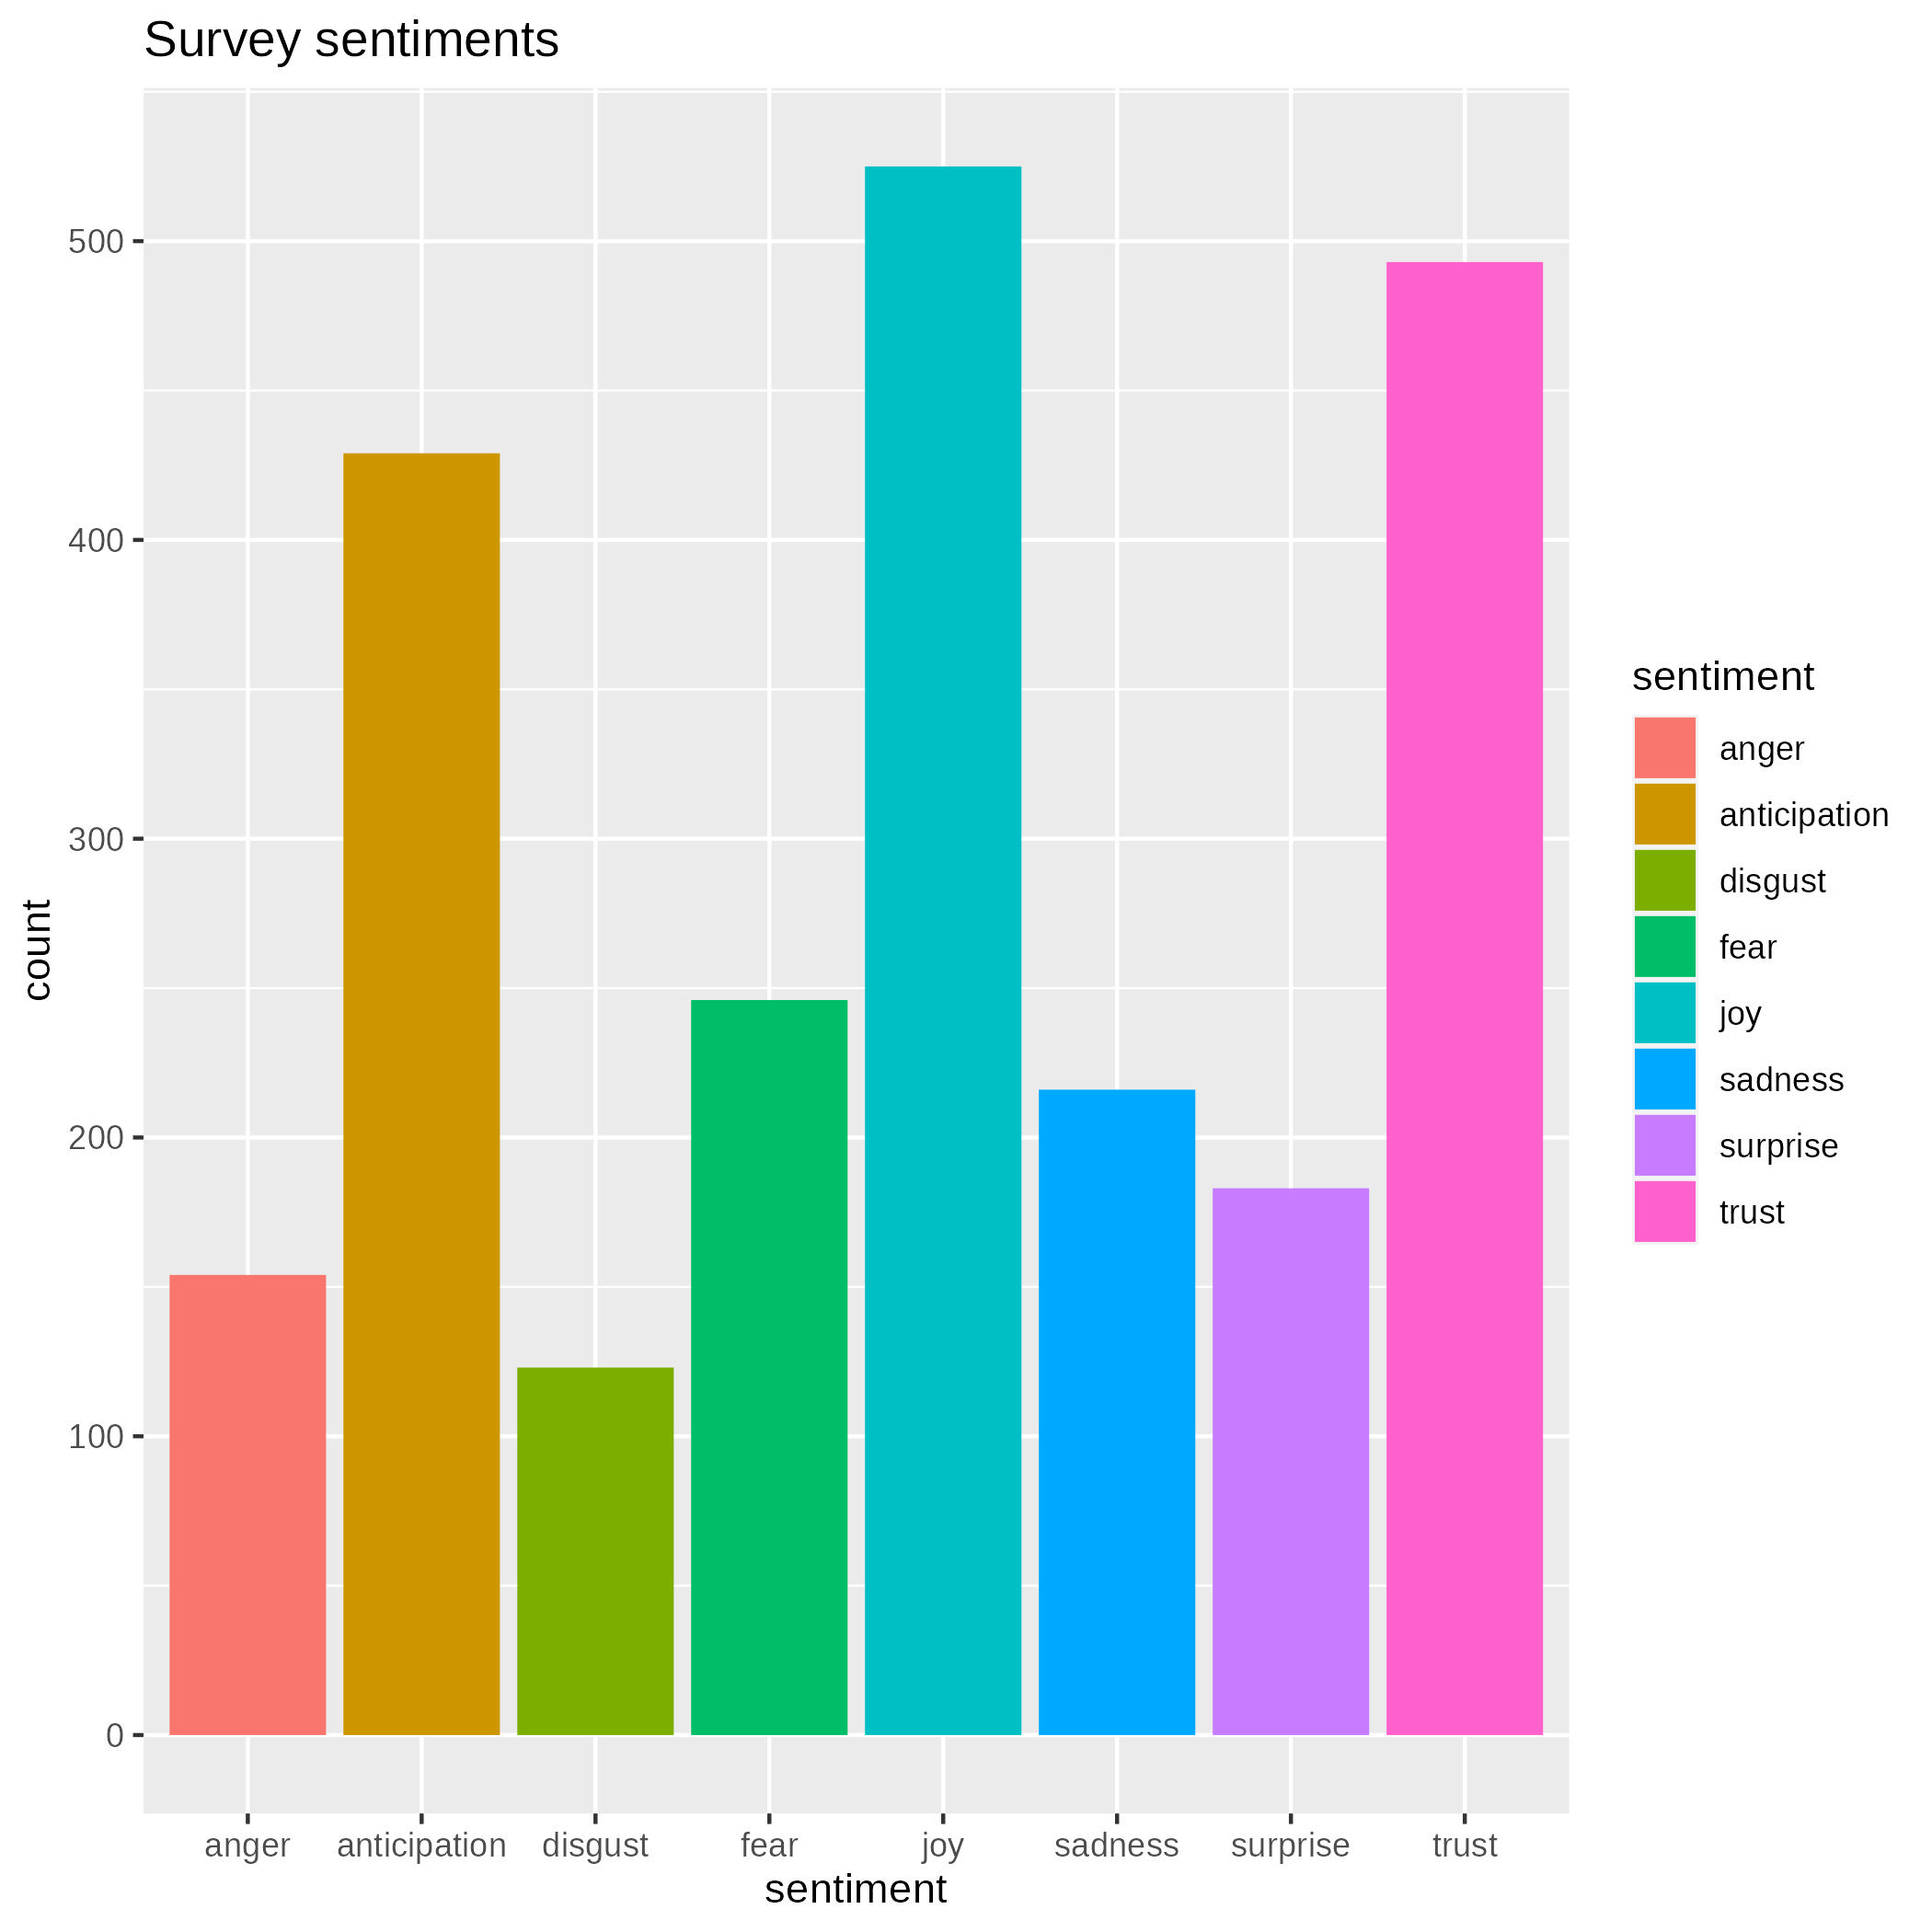 Survey sentiments
500
400
300
200
100
0
count
anger anticipation disgust fear joy sadness surprise trust
sentiment
sentiment
anger
anticipation
disgust
fear
joy
sadness
surprise
trust